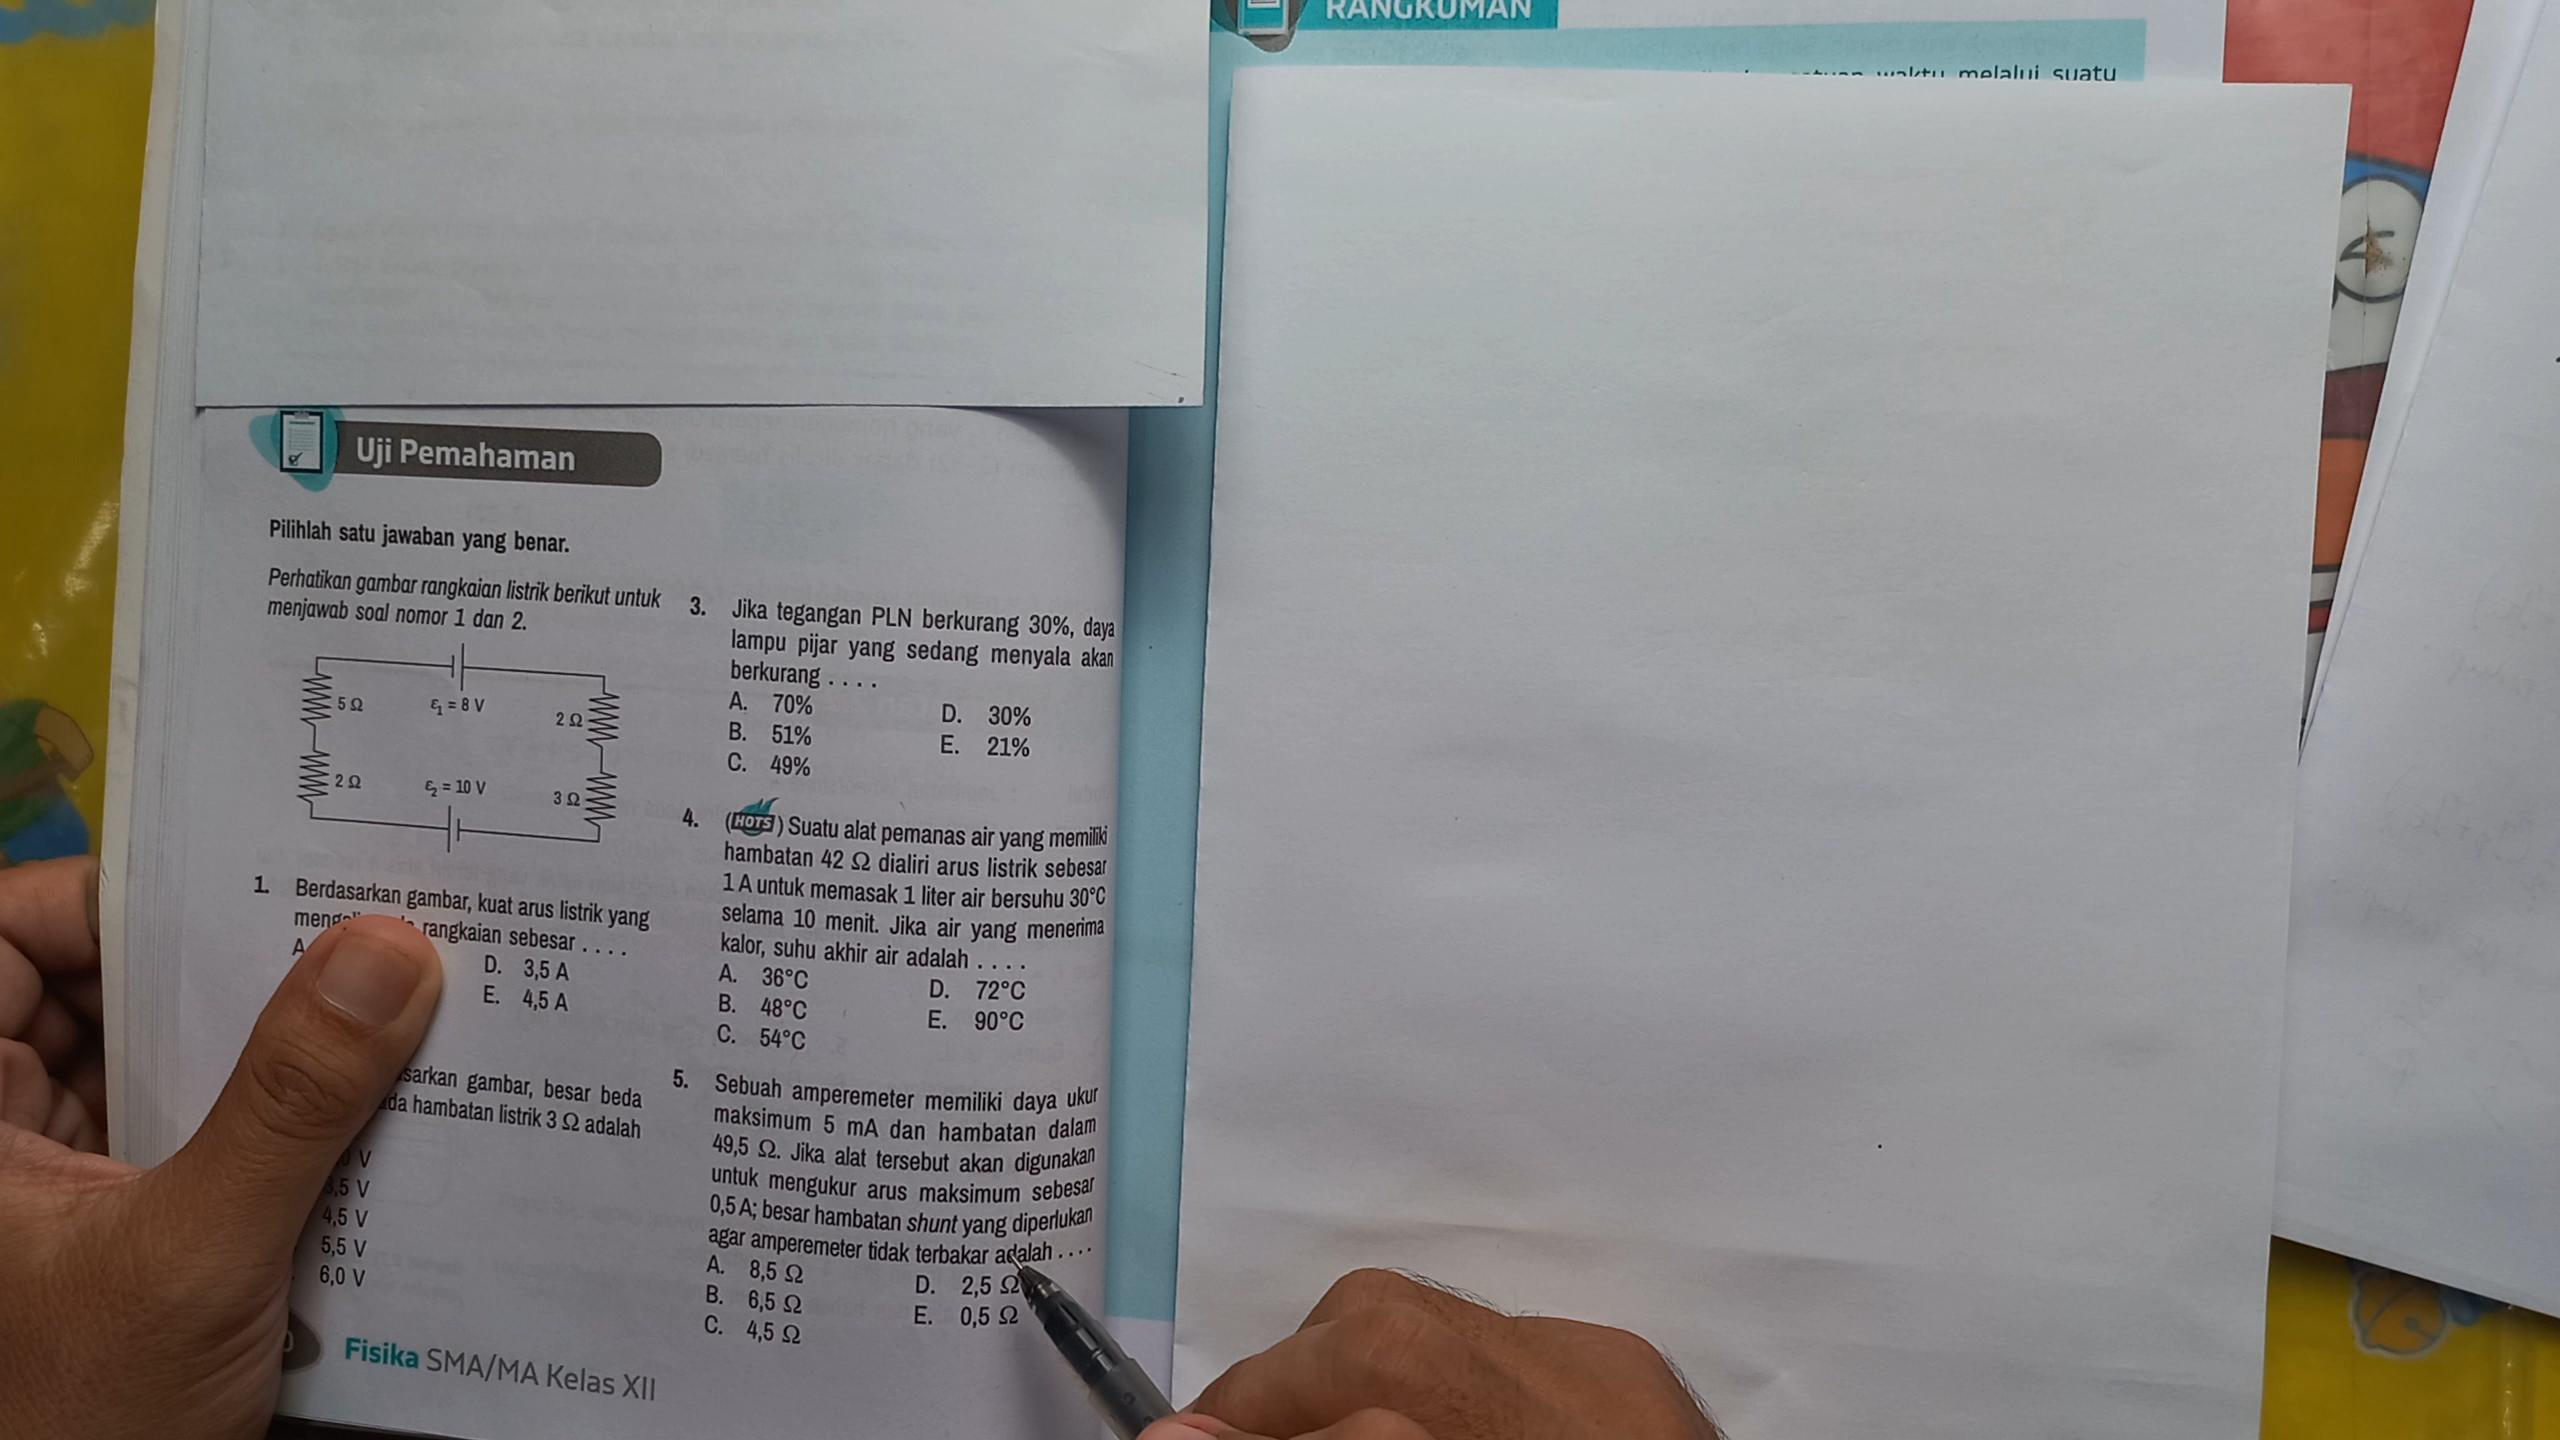 RANGKUMAN
waktu melalui suatu
Uji Pemahaman
Pilihlah satu jawaban yang benar.
Perhatikan gambar rangkaian listrik berikut untuk
menjawab soal nomor 1 dan 2.
5 Ω
ε₁ = 8 V
2 Ω
2 Ω
ε₂ = 10 V
3 Ω
1. Berdasarkan gambar, kuat arus listrik yang
rangkaian sebesar . . . .
A
D. 3,5 A
E. 4,5 A
gambar, besar beda
hambatan listrik 3 Ω adalah
V
3,5 V
4,5 V
5,5 V
6,0 V
3. Jika tegangan PLN berkurang 30%, daya
lampu pijar yang sedang menyala akan
berkurang . . . .
A. 70%
B. 51%
C. 49%
D. 30%
E. 21%
4. (HOTS) Suatu alat pemanas air yang memiliki
hambatan 42 Ω dialiri arus listrik sebesar
1 A untuk memasak 1 liter air bersuhu 30°C
selama 10 menit. Jika air yang menerima
kalor, suhu akhir air adalah . . . .
A. 36°C
B. 48°C
C. 54°C
D. 72°C
E. 90°C
5. Sebuah amperemeter memiliki daya ukur
maksimum 5 mA dan hambatan dalam
49,5 Ω. Jika alat tersebut akan digunakan
untuk mengukur arus maksimum sebesar
0,5 A; besar hambatan shunt yang diperlukan
agar amperemeter tidak terbakar adalah . . . .
A. 8,5 Ω
B. 6,5 Ω
C. 4,5 Ω
D. 2,5 Ω
E. 0,5 Ω
Fisika SMA/MA Kelas XII